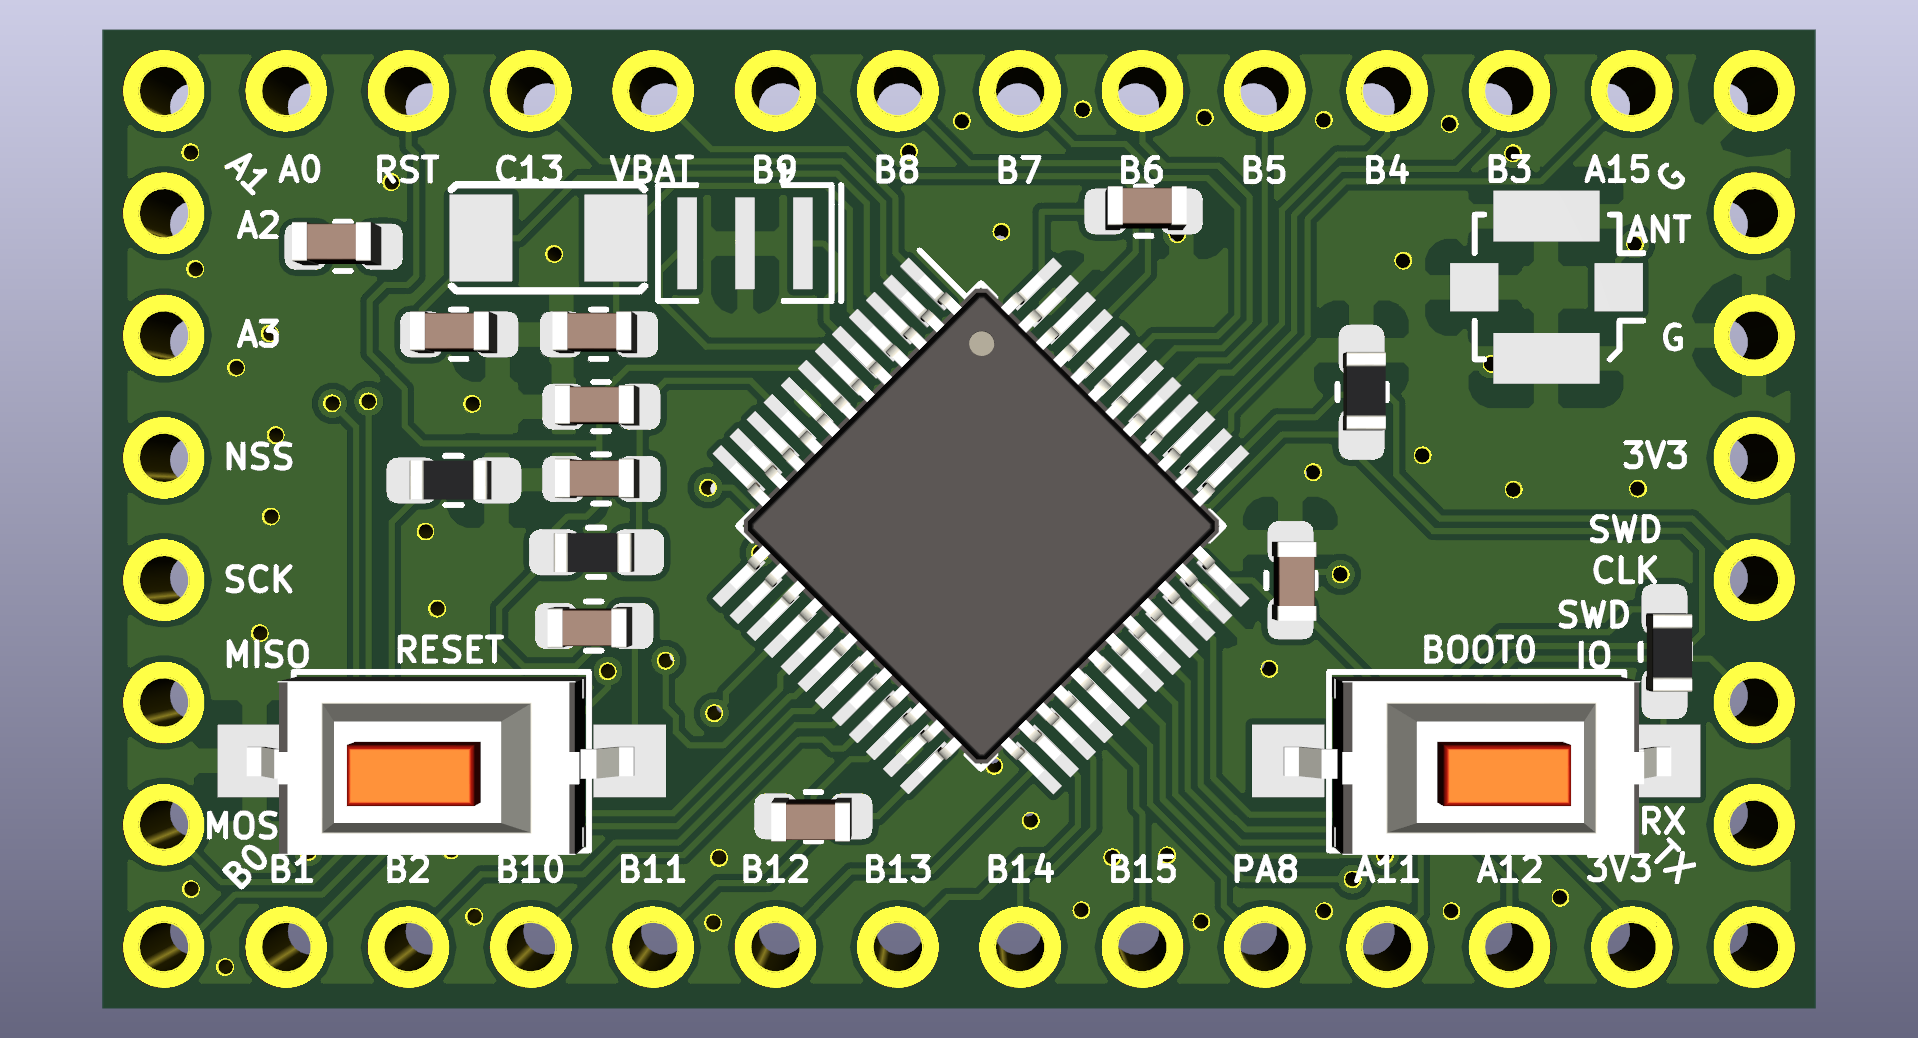 A1 A0 RST C13 VBAT B9 B8 B7 B6 B5 B4 B3 A15 G
A2
ANT
A3
G
NSS
3V3
SWD
CLK
SCK
SWD
IO
MISO
RESET
BOOT0
MOS
RX
B0 B1 B2 B10 B11 B12 B13 B14 B15 PA8 A11 A12 3V3 TX